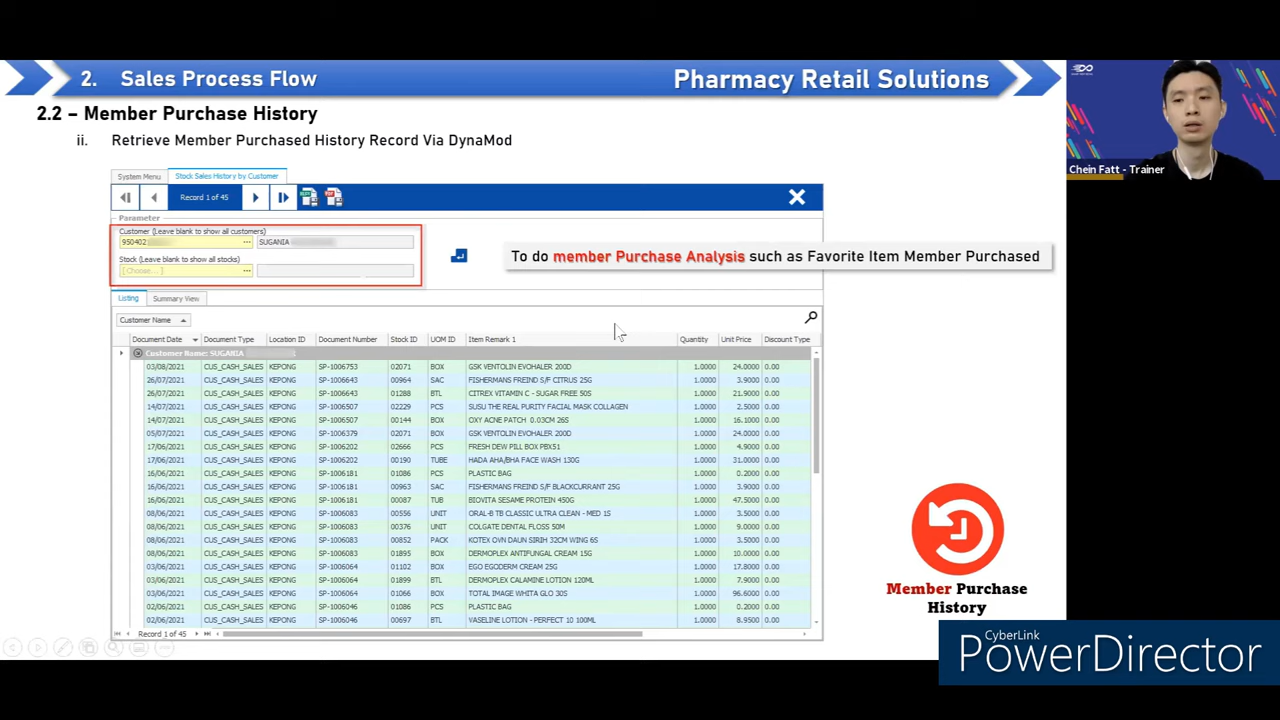 2. Sales Process Flow
Pharmacy Retail Solutions
Chein Fatt - Trainer
2.2 – Member Purchase History
ii. Retrieve Member Purchased History Record Via DynaMod
System Menu Stock Sales History by Customer
Record 1 of 45
Parameter
Customer (Leave blank to show all customers)
950402 SUGANIA
Stock (Leave blank to show all stocks)
[ Choose... ]
To do member Purchase Analysis such as Favorite Item Member Purchased
Listing Summary View
Customer Name
Document Date Document Type Location ID Document Number Stock ID UOM ID Item Remark 1 Quantity Unit Price Discount Type
Customer Name: SUGANIA
03/08/2021 CUS_CASH_SALES KEPONG SP-1006753 02071 BOX GSK VENTOLIN EVOHALER 200D 1.0000 24.0000 0.00
26/07/2021 CUS_CASH_SALES KEPONG SP-1006643 00964 SAC FISHERMANS FREIND S/F CITRUS 25G 1.0000 3.9000 0.00
26/07/2021 CUS_CASH_SALES KEPONG SP-1006643 01288 BTL CITREX VITAMIN C - SUGAR FREE 50S 1.0000 21.9000 0.00
14/07/2021 CUS_CASH_SALES KEPONG SP-1006507 02229 PCS SUSU THE REAL PURITY FACIAL MASK COLLAGEN 1.0000 2.5000 0.00
14/07/2021 CUS_CASH_SALES KEPONG SP-1006507 00144 BOX OXY ACNE PATCH 0.03CM 26S 1.0000 16.1000 0.00
05/07/2021 CUS_CASH_SALES KEPONG SP-1006379 02071 BOX GSK VENTOLIN EVOHALER 200D 1.0000 24.0000 0.00
17/06/2021 CUS_CASH_SALES KEPONG SP-1006202 02666 PCS FRESH DEW PILL BOX PBX51 1.0000 4.9000 0.00
17/06/2021 CUS_CASH_SALES KEPONG SP-1006202 00190 TUBE HADA AHA/BHA FACE WASH 130G 1.0000 31.0000 0.00
16/06/2021 CUS_CASH_SALES KEPONG SP-1006181 01086 PCS PLASTIC BAG 1.0000 0.2000 0.00
16/06/2021 CUS_CASH_SALES KEPONG SP-1006181 00963 SAC FISHERMANS FREIND S/F BLACKCURRANT 25G 1.0000 3.9000 0.00
16/06/2021 CUS_CASH_SALES KEPONG SP-1006181 00087 TUB BIOVITA SESAME PROTEIN 450G 1.0000 47.5000 0.00
08/06/2021 CUS_CASH_SALES KEPONG SP-1006083 00556 UNIT ORAL-B TB CLASSIC ULTRA CLEAN - MED 1S 1.0000 3.5000 0.00
08/06/2021 CUS_CASH_SALES KEPONG SP-1006083 00376 UNIT COLGATE DENTAL FLOSS 50M 1.0000 9.0000 0.00
08/06/2021 CUS_CASH_SALES KEPONG SP-1006083 00852 PACK KOTEX OVN DAUN SIRIH 32CM WING 6S 1.0000 3.5000 0.00
08/06/2021 CUS_CASH_SALES KEPONG SP-1006083 01895 BOX DERMOPLEX ANTIFUNGAL CREAM 15G 1.0000 10.0000 0.00
03/06/2021 CUS_CASH_SALES KEPONG SP-1006064 01102 BOX EGO EGODERM CREAM 25G 1.0000 17.8000 0.00
03/06/2021 CUS_CASH_SALES KEPONG SP-1006064 01899 BTL DERMOPLEX CALAMINE LOTION 120ML 1.0000 7.9000 0.00
03/06/2021 CUS_CASH_SALES KEPONG SP-1006064 01066 BOX TOTAL IMAGE WHITA GLO 30S 1.0000 96.6000 0.00
02/06/2021 CUS_CASH_SALES KEPONG SP-1006046 01086 PCS PLASTIC BAG 1.0000 0.2000 0.00
02/06/2021 CUS_CASH_SALES KEPONG SP-1006046 00697 BTL VASELINE LOTION - PERFECT 10 100ML 1.0000 8.9500 0.00
Record 1 of 45
Member Purchase
History
CyberLink
PowerDirector